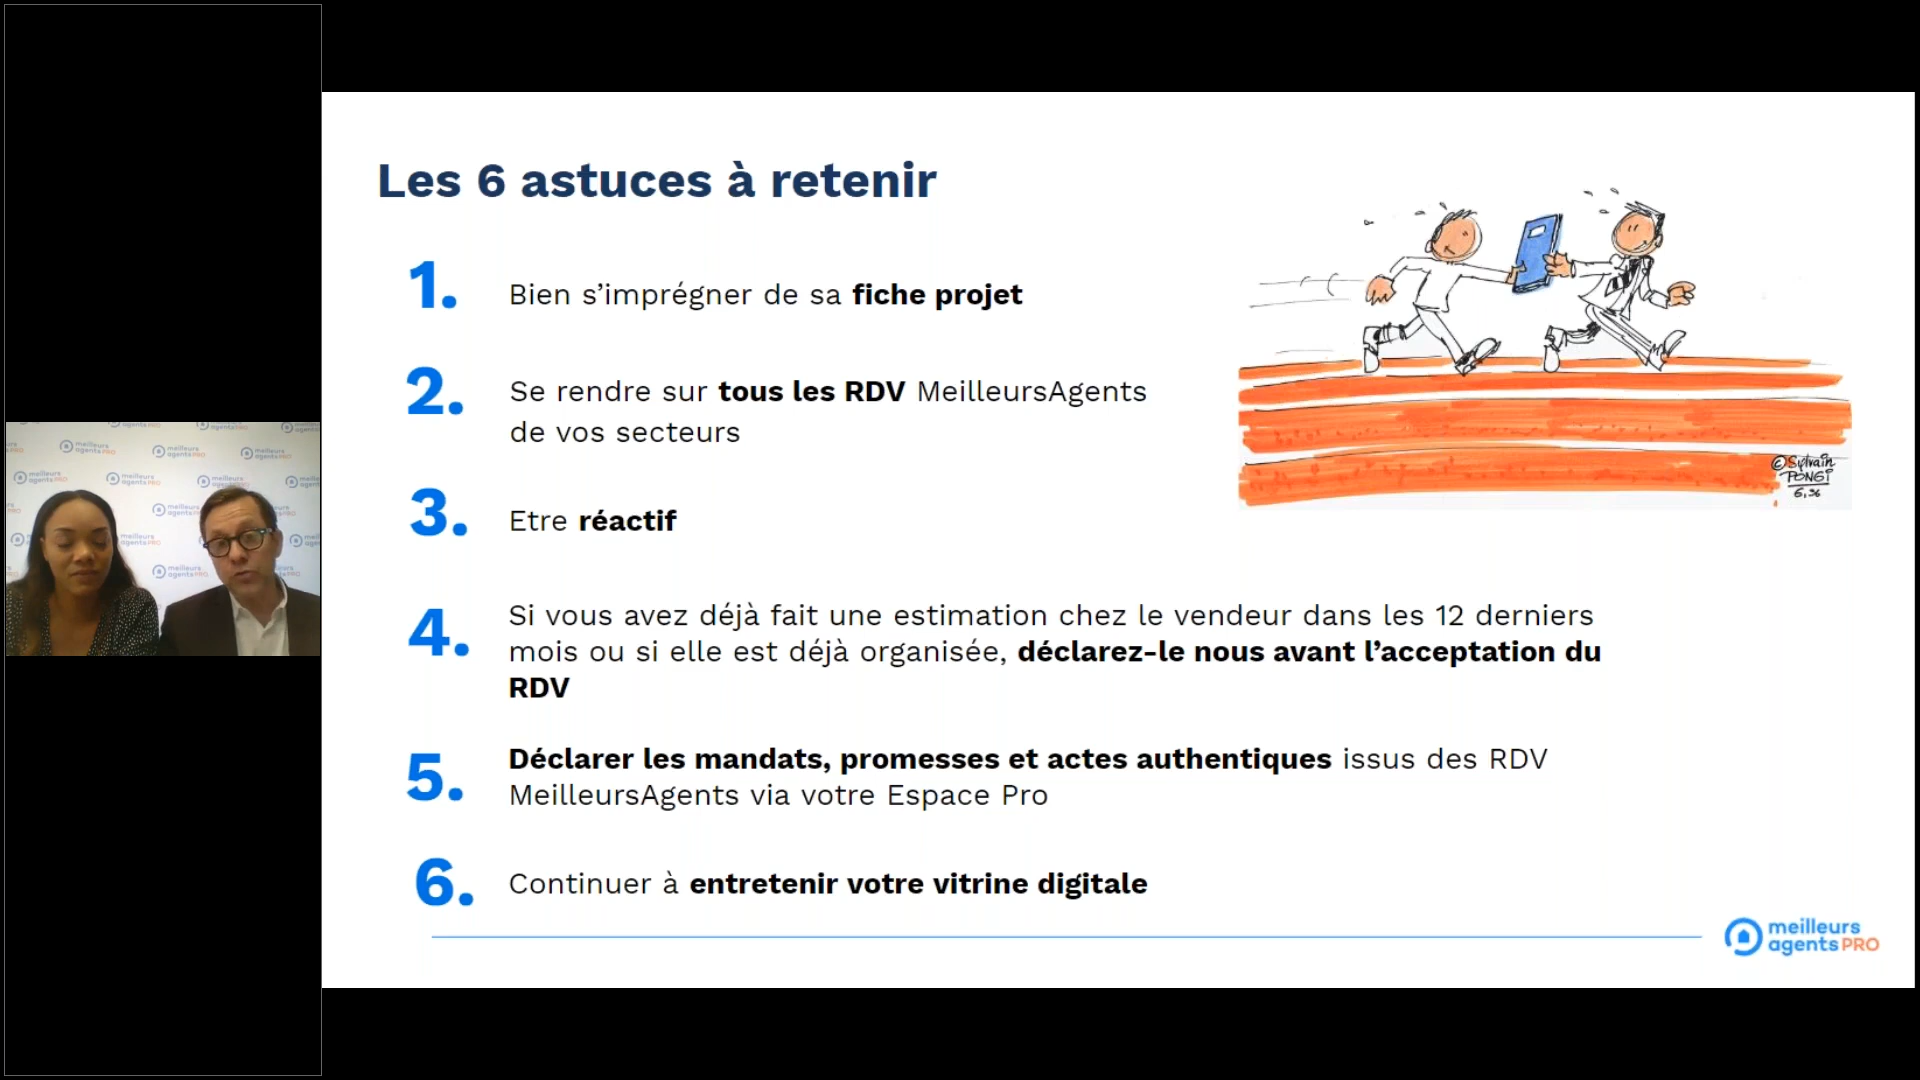 Les 6 astuces à retenir
1. Bien s’imprégner de sa fiche projet
2. Se rendre sur tous les RDV MeilleursAgents
de vos secteurs
3. Etre réactif
4. Si vous avez déjà fait une estimation chez le vendeur dans les 12 derniers
mois ou si elle est déjà organisée, déclarez-le nous avant l’acceptation du
RDV
5. Déclarer les mandats, promesses et actes authentiques issus des RDV
MeilleursAgents via votre Espace Pro
6. Continuer à entretenir votre vitrine digitale
©Sylvain
meilleurs
agents PRO
meilleurs
agents PRO